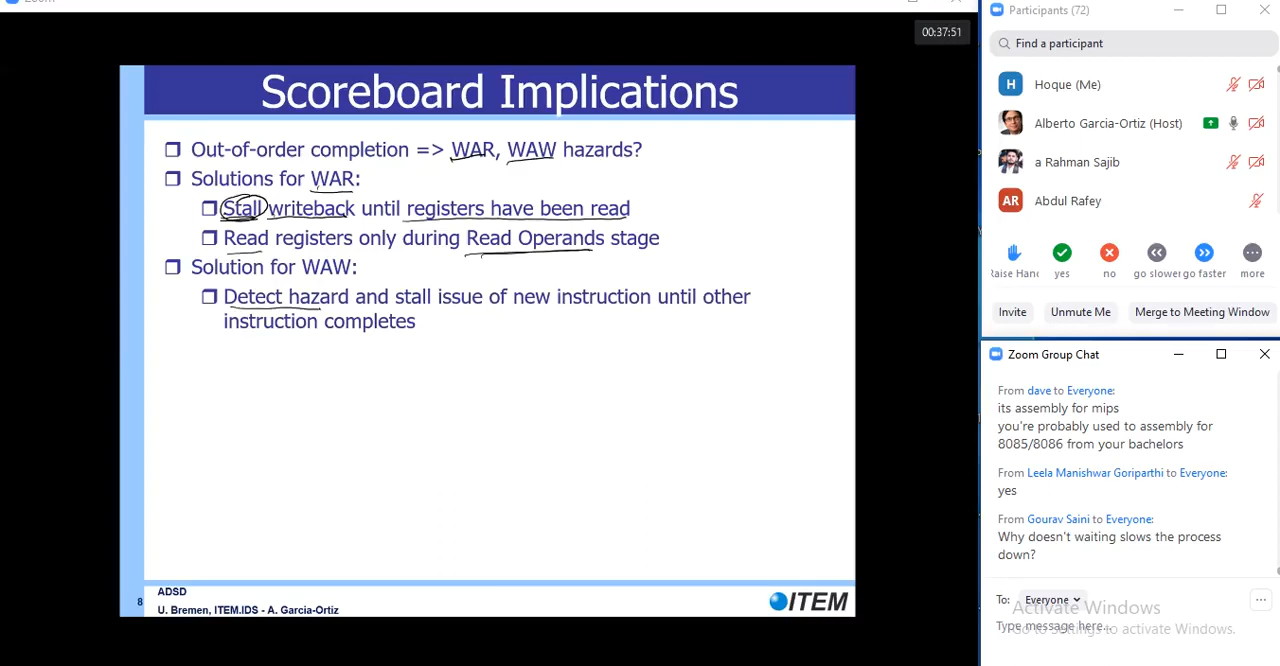 Zoom
00:37:51
Scoreboard Implications
Out-of-order completion => WAR, WAW hazards?
Solutions for WAR:
Stall writeback until registers have been read
Read registers only during Read Operands stage
Solution for WAW:
Detect hazard and stall issue of new instruction until other
instruction completes
8
ADSD
U. Bremen, ITEM.IDS - A. Garcia-Ortiz
ITEM
Participants (72)
Find a participant
H
Hoque (Me)
Alberto Garcia-Ortiz (Host)
a Rahman Sajib
AR
Abdul Rafey
Raise Hand
yes
no
go slower
go faster
more
Invite
Unmute Me
Merge to Meeting Window
Zoom Group Chat
From dave to Everyone:
its assembly for mips
you're probably used to assembly for
8085/8086 from your bachelors
From Leela Manishwar Goriparthi to Everyone:
yes
From Gourav Saini to Everyone:
Why doesn't waiting slows the process
down?
To: Everyone
Type message here...
Activate Windows
Go to Settings to activate Windows.